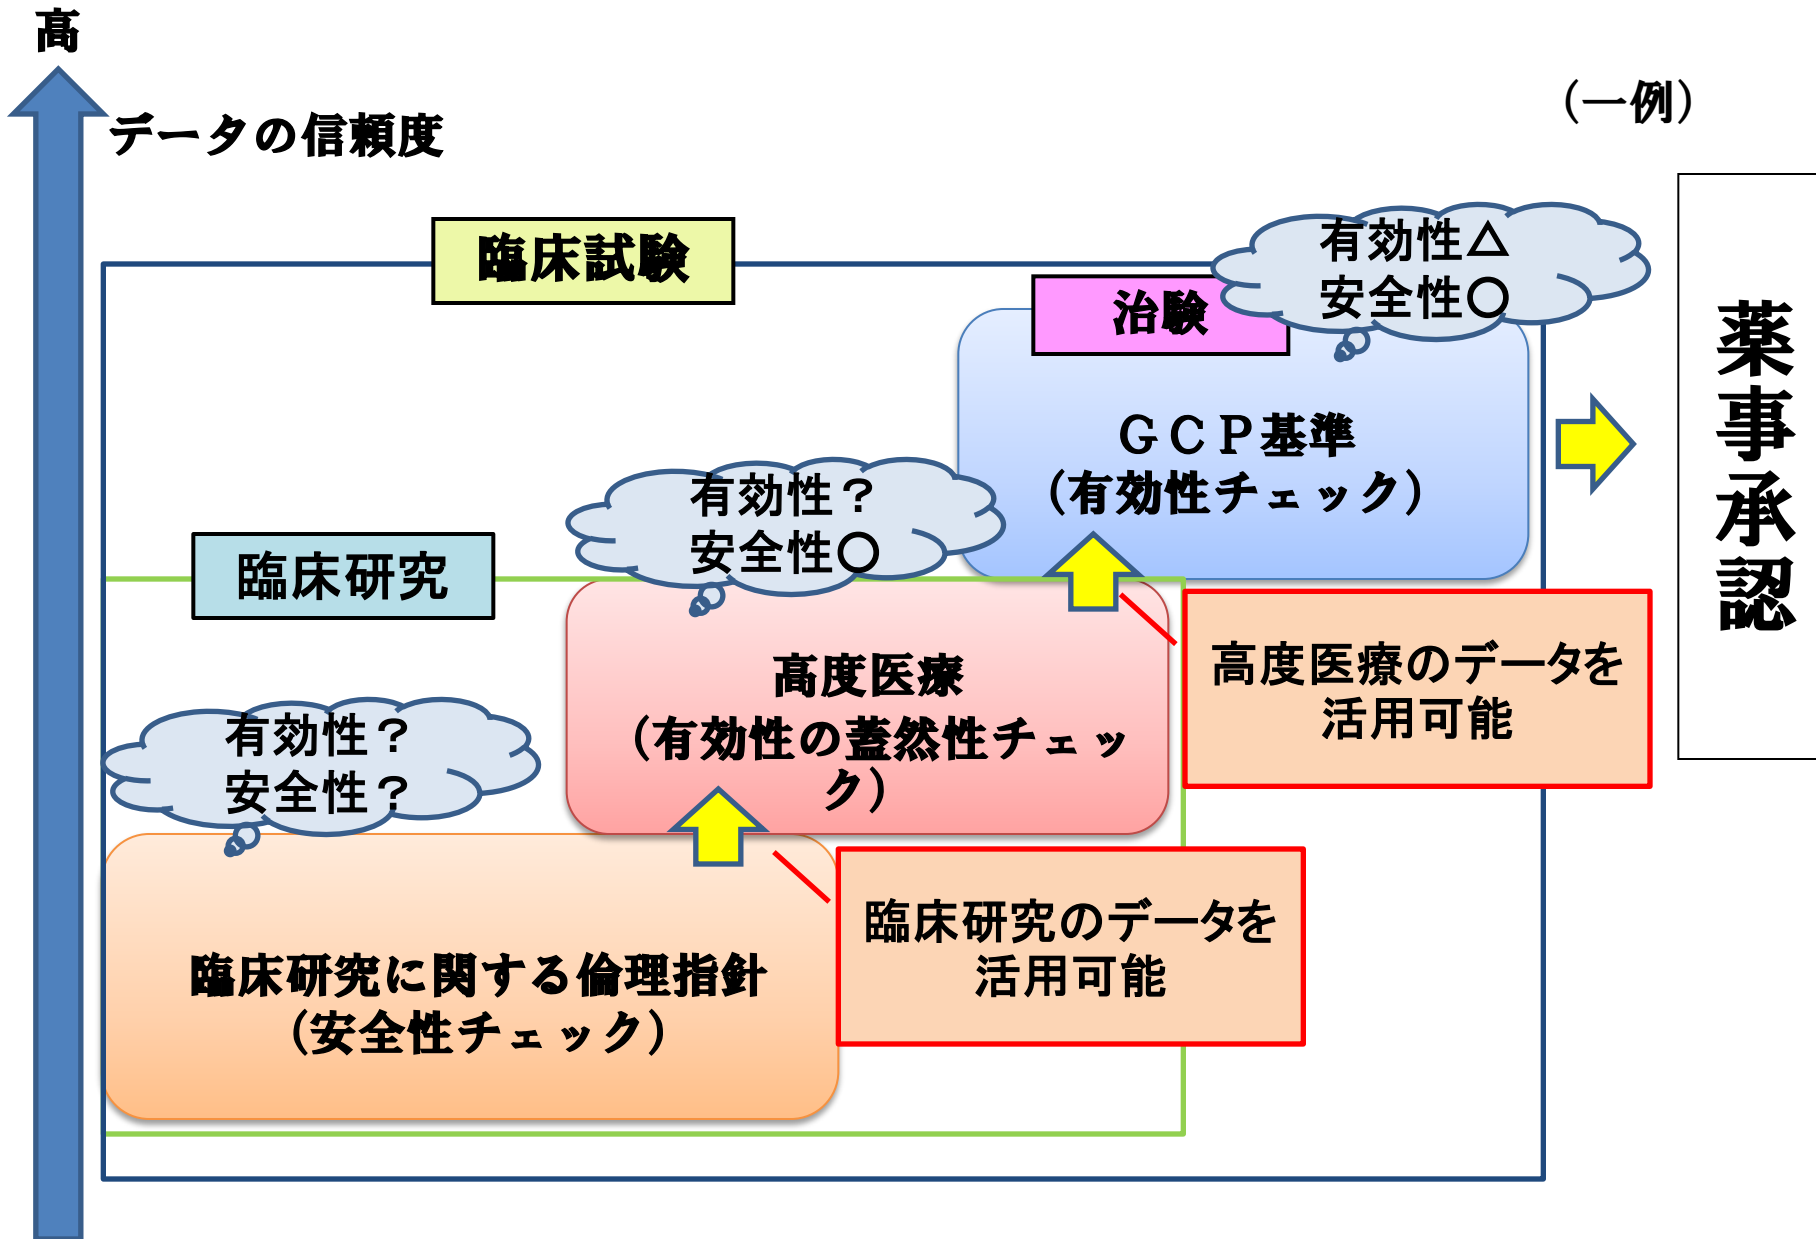 高
データの信頼度
（一例）
臨床試験
有効性△
安全性○
治験
ＧＣＰ基準
（有効性チェック）
薬事承認
有効性？
安全性○
臨床研究
高度医療
（有効性の蓋然性チェッ
ク）
高度医療のデータを
活用可能
有効性？
安全性？
臨床研究に関する倫理指針
（安全性チェック）
臨床研究のデータを
活用可能